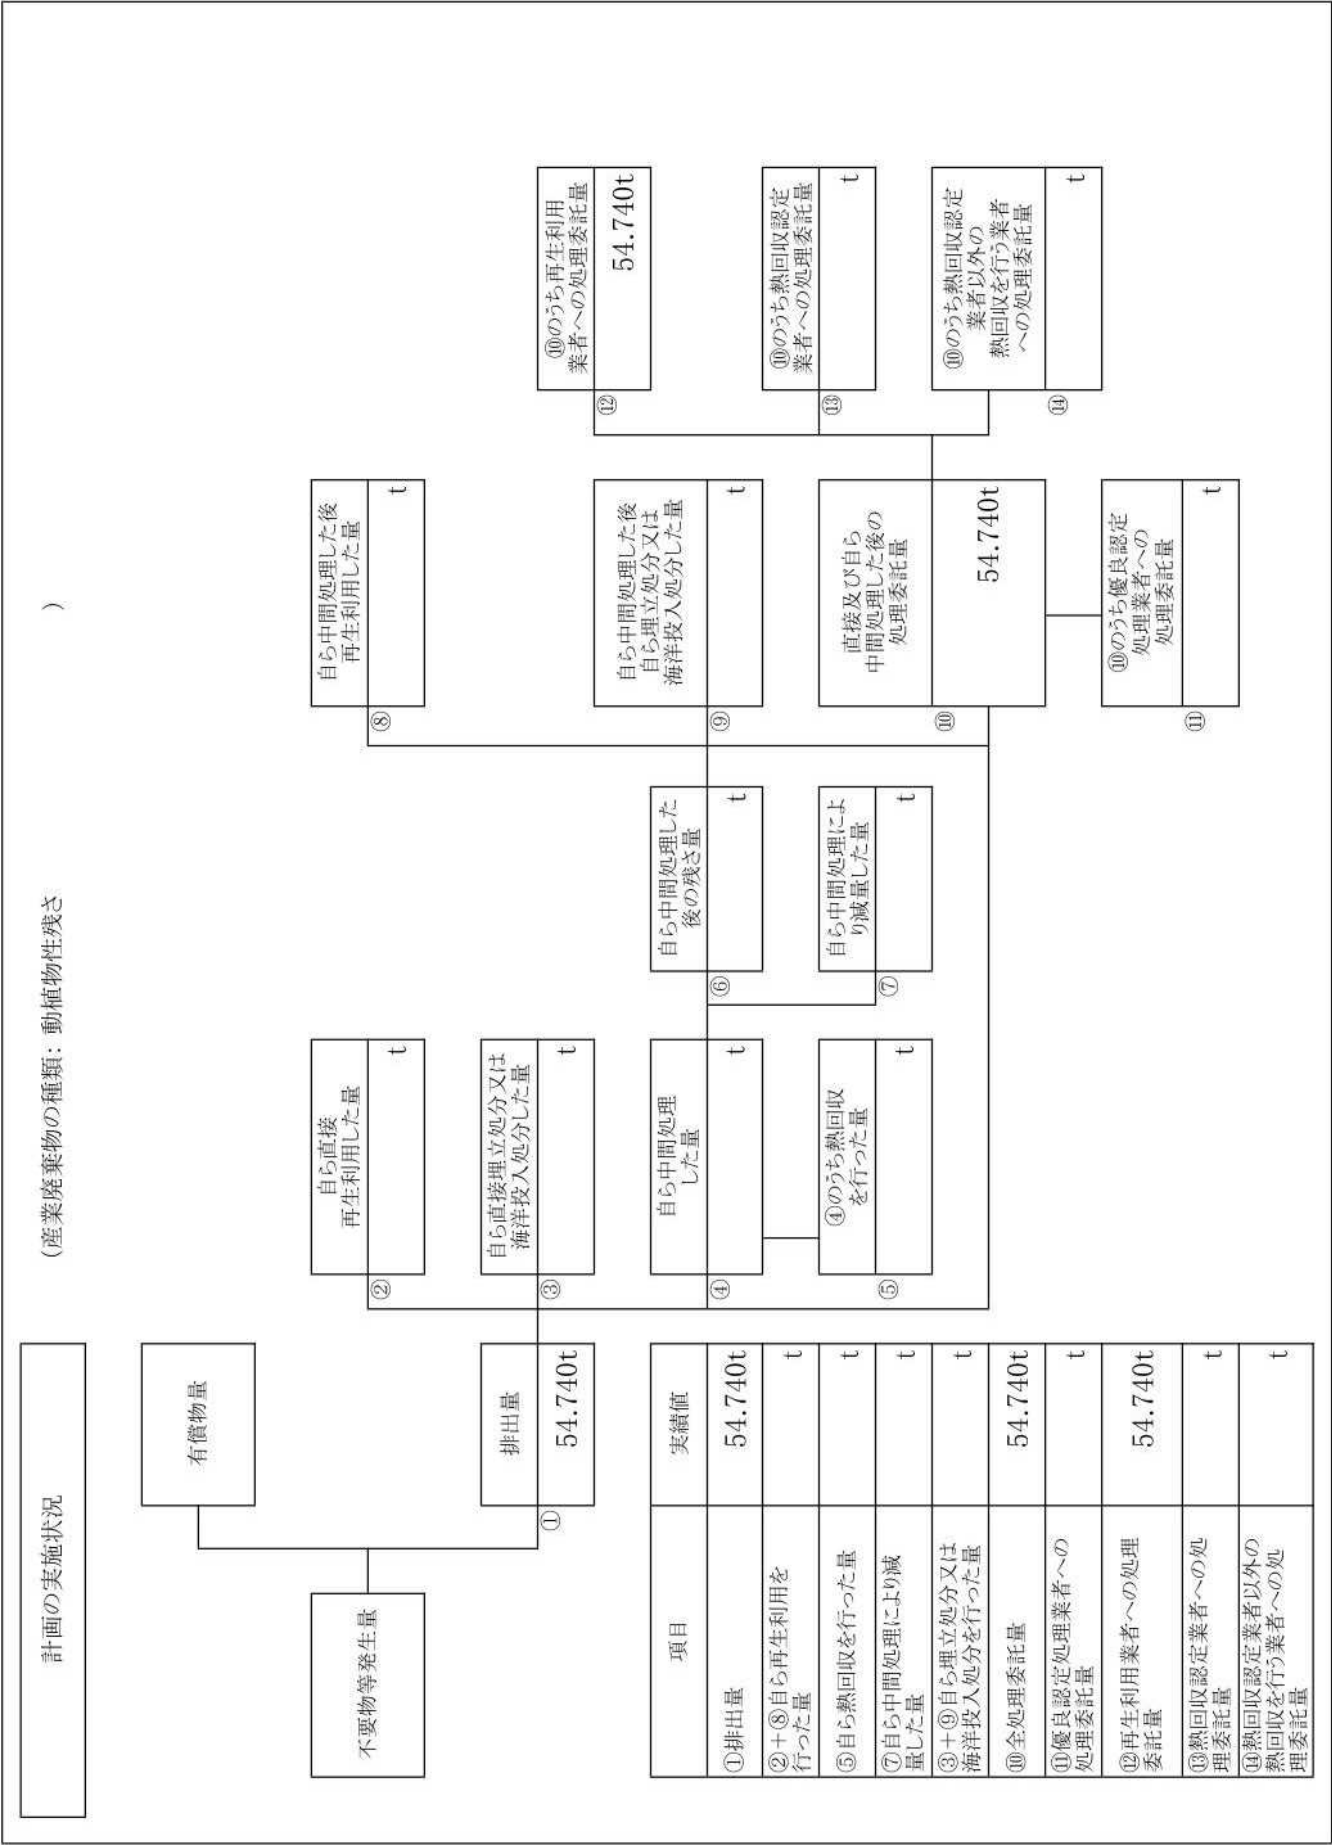 計画の実施状況
(産業廃棄物の種類：動植物性残さ　　　　　　　)
不要物等発生量
有償物量
①
排出量
54.740t
②
自ら直接
再生利用した量
t
③
自ら直接埋立処分又は
海洋投入処分した量
t
④
自ら中間処理
した量
t
⑤
④のうち熱回収
を行った量
t
⑥
自ら中間処理した
後の残さ量
t
⑦
自ら中間処理によ
り減量した量
t
⑧
自ら中間処理した後
再生利用した量
t
⑨
自ら中間処理した後
自ら埋立処分又は
海洋投入処分した量
t
⑩
直接及び自ら
中間処理した後の
処理委託量
54.740t
⑪
⑩のうち優良認定
処理業者への
処理委託量
t
⑫
⑩のうち再生利用
業者への処理委託量
54.740t
⑬
⑩のうち熱回収認定
業者への処理委託量
t
⑭
⑩のうち熱回収認定
業者以外の
熱回収を行う業者
への処理委託量
t
項目　実績値
①排出量　54.740t
②＋⑧自ら再生利用を
行った量　t
⑤自ら熱回収を行った量　t
⑦自ら中間処理により減
量した量　t
③＋⑨自ら埋立処分又は
海洋投入処分を行った量　t
⑩全処理委託量　54.740t
⑪優良認定処理業者への
処理委託量　t
⑫再生利用業者への処理
委託量　54.740t
⑬熱回収認定業者への処
理委託量　t
⑭熱回収認定業者以外の
熱回収を行う業者への処
理委託量　t